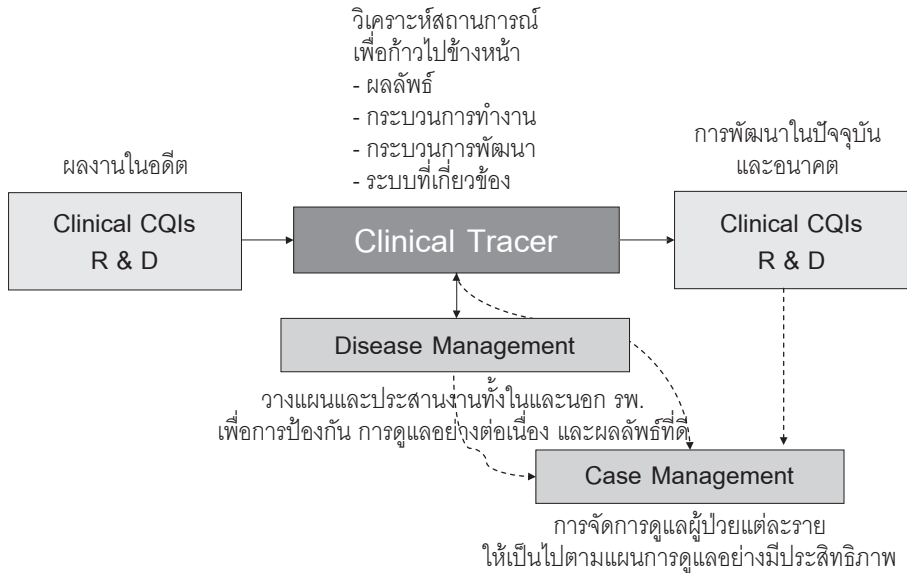 วิเคราะห์สถานการณ์
เพื่อก้าวไปข้างหน้า
- ผลลัพธ์
- กระบวนการทำงาน
- กระบวนการพัฒนา
- ระบบที่เกี่ยวข้อง
ผลงานในอดีต
การพัฒนาในปัจจุบัน
และอนาคต
Clinical CQIs
R & D
Clinical Tracer
Clinical CQIs
R & D
Disease Management
วางแผนและประสานงานทั้งในและนอก รพ.
เพื่อการป้องกัน การดูแลอย่างต่อเนื่อง และผลลัพธ์ที่ดี
Case Management
การจัดการดูแลผู้ป่วยแต่ละราย
ให้เป็นไปตามแผนการดูแลอย่างมีประสิทธิภาพ